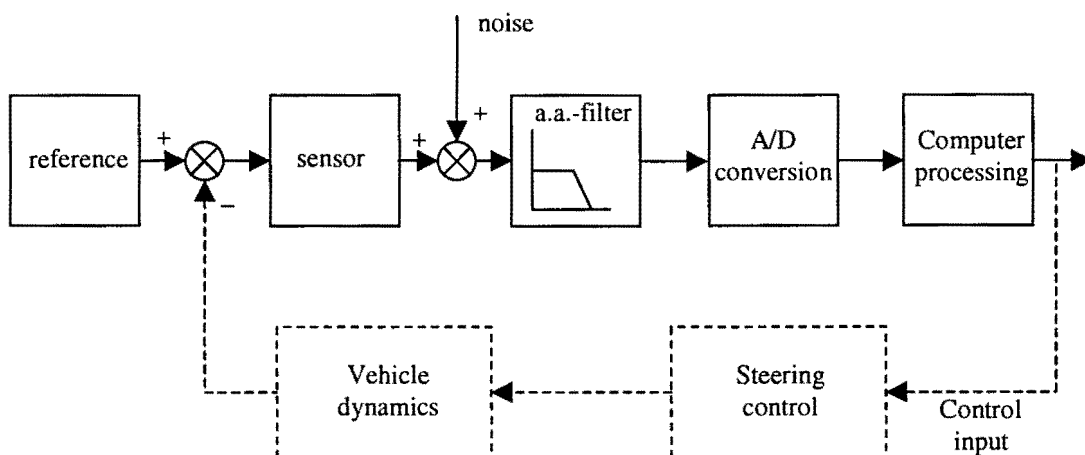 noise
reference
+
−
sensor
+
+
a.a.-filter
A/D
conversion
Computer
processing
Vehicle
dynamics
Steering
control
Control
input